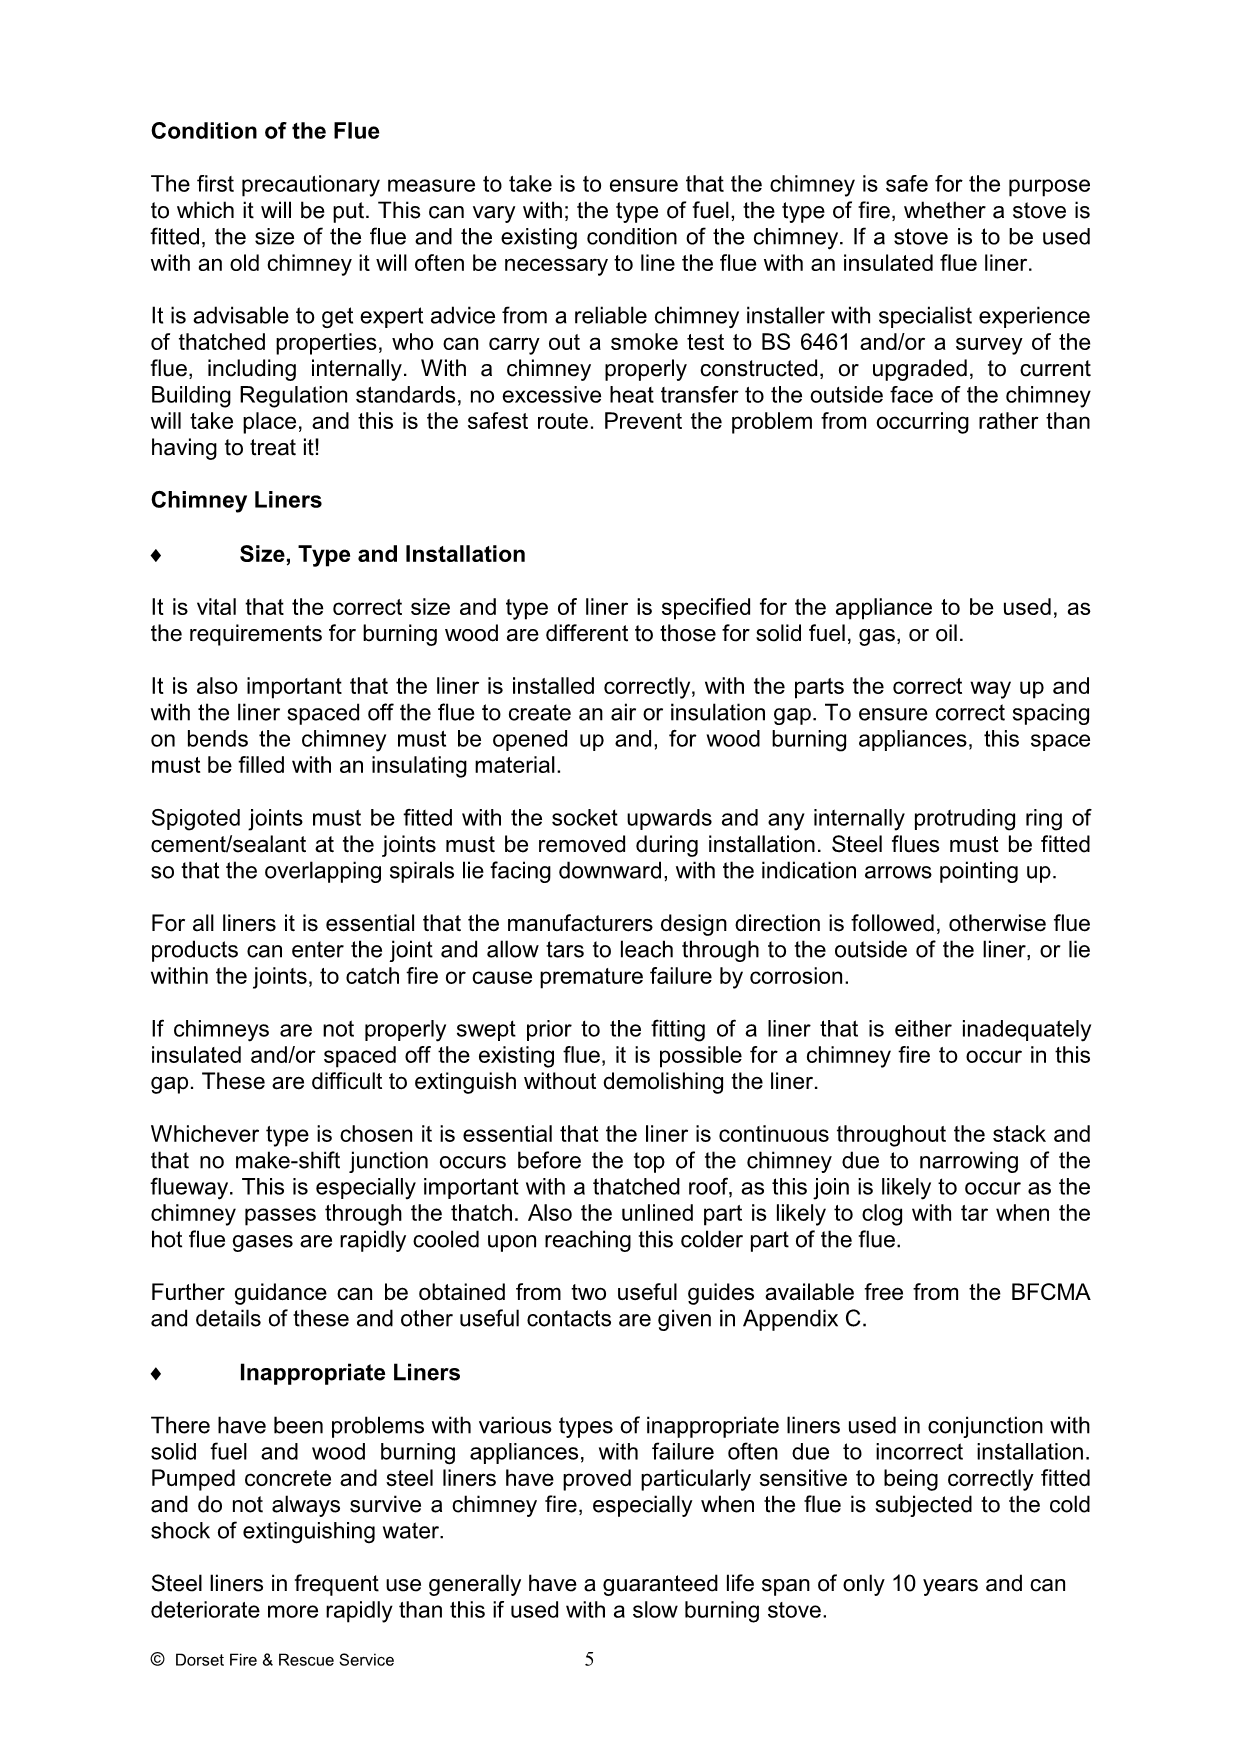 Condition of the Flue
The first precautionary measure to take is to ensure that the chimney is safe for the purpose
to which it will be put. This can vary with; the type of fuel, the type of fire, whether a stove is
fitted, the size of the flue and the existing condition of the chimney. If a stove is to be used
with an old chimney it will often be necessary to line the flue with an insulated flue liner.
It is advisable to get expert advice from a reliable chimney installer with specialist experience
of thatched properties, who can carry out a smoke test to BS 6461 and/or a survey of the
flue, including internally. With a chimney properly constructed, or upgraded, to current
Building Regulation standards, no excessive heat transfer to the outside face of the chimney
will take place, and this is the safest route. Prevent the problem from occurring rather than
having to treat it!
Chimney Liners
♦ Size, Type and Installation
It is vital that the correct size and type of liner is specified for the appliance to be used, as
the requirements for burning wood are different to those for solid fuel, gas, or oil.
It is also important that the liner is installed correctly, with the parts the correct way up and
with the liner spaced off the flue to create an air or insulation gap. To ensure correct spacing
on bends the chimney must be opened up and, for wood burning appliances, this space
must be filled with an insulating material.
Spigoted joints must be fitted with the socket upwards and any internally protruding ring of
cement/sealant at the joints must be removed during installation. Steel flues must be fitted
so that the overlapping spirals lie facing downward, with the indication arrows pointing up.
For all liners it is essential that the manufacturers design direction is followed, otherwise flue
products can enter the joint and allow tars to leach through to the outside of the liner, or lie
within the joints, to catch fire or cause premature failure by corrosion.
If chimneys are not properly swept prior to the fitting of a liner that is either inadequately
insulated and/or spaced off the existing flue, it is possible for a chimney fire to occur in this
gap. These are difficult to extinguish without demolishing the liner.
Whichever type is chosen it is essential that the liner is continuous throughout the stack and
that no make-shift junction occurs before the top of the chimney due to narrowing of the
flueway. This is especially important with a thatched roof, as this join is likely to occur as the
chimney passes through the thatch. Also the unlined part is likely to clog with tar when the
hot flue gases are rapidly cooled upon reaching this colder part of the flue.
Further guidance can be obtained from two useful guides available free from the BFCMA
and details of these and other useful contacts are given in Appendix C.
♦ Inappropriate Liners
There have been problems with various types of inappropriate liners used in conjunction with
solid fuel and wood burning appliances, with failure often due to incorrect installation.
Pumped concrete and steel liners have proved particularly sensitive to being correctly fitted
and do not always survive a chimney fire, especially when the flue is subjected to the cold
shock of extinguishing water.
Steel liners in frequent use generally have a guaranteed life span of only 10 years and can
deteriorate more rapidly than this if used with a slow burning stove.
© Dorset Fire & Rescue Service 5